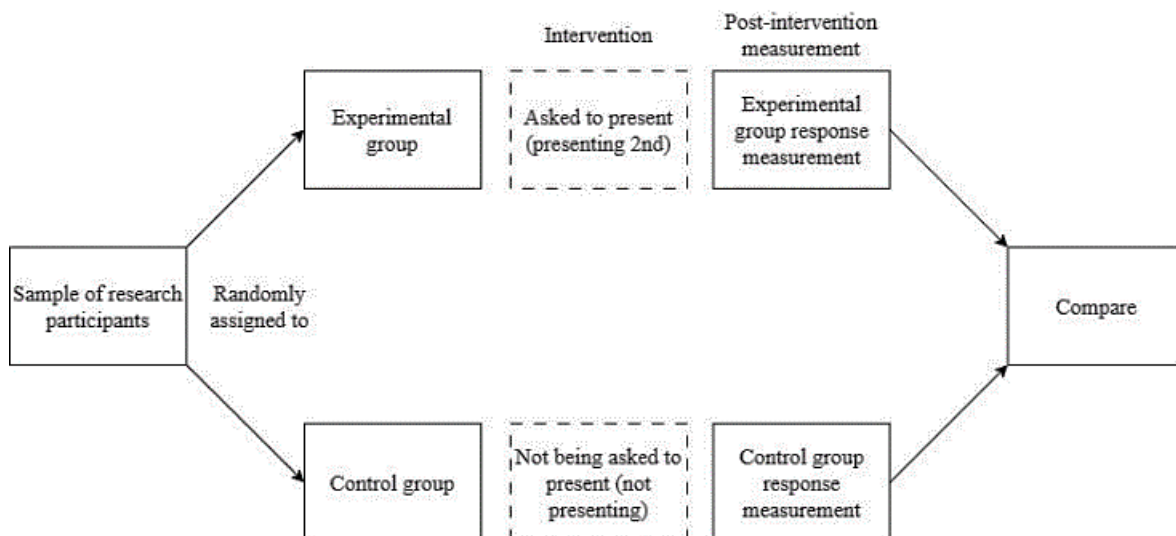 Intervention
Post-intervention
measurement
Experimental
group
Asked to present
(presenting 2nd)
Experimental
group response
measurement
Sample of research
participants
Randomly
assigned to
Compare
Control group
Not being asked to
present (not
presenting)
Control group
response
measurement